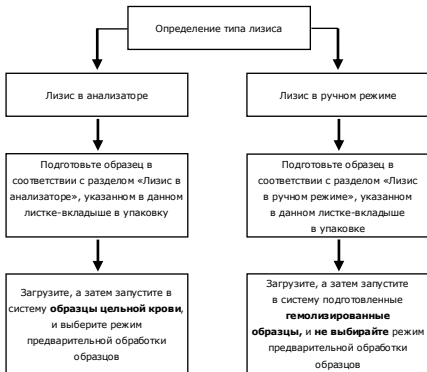 Определение типа лизиса
Лизис в анализаторе
Подготовьте образец в
соответствии с разделом «Лизис в
анализаторе», указанном в данном
листке-вкладыше в упаковку
Загрузите, а затем запустите в
систему образцы цельной крови,
и выберите режим
предварительной обработки
образцов
Лизис в ручном режиме
Подготовьте образец в
соответствии с разделом «Лизис
в ручном режиме», указанном
в данном листке-вкладыше
в упаковке
Загрузите, а затем запустите
в систему подготовленные
гемолизированные
образцы, и не выбирайте режим
предварительной обработки
образцов